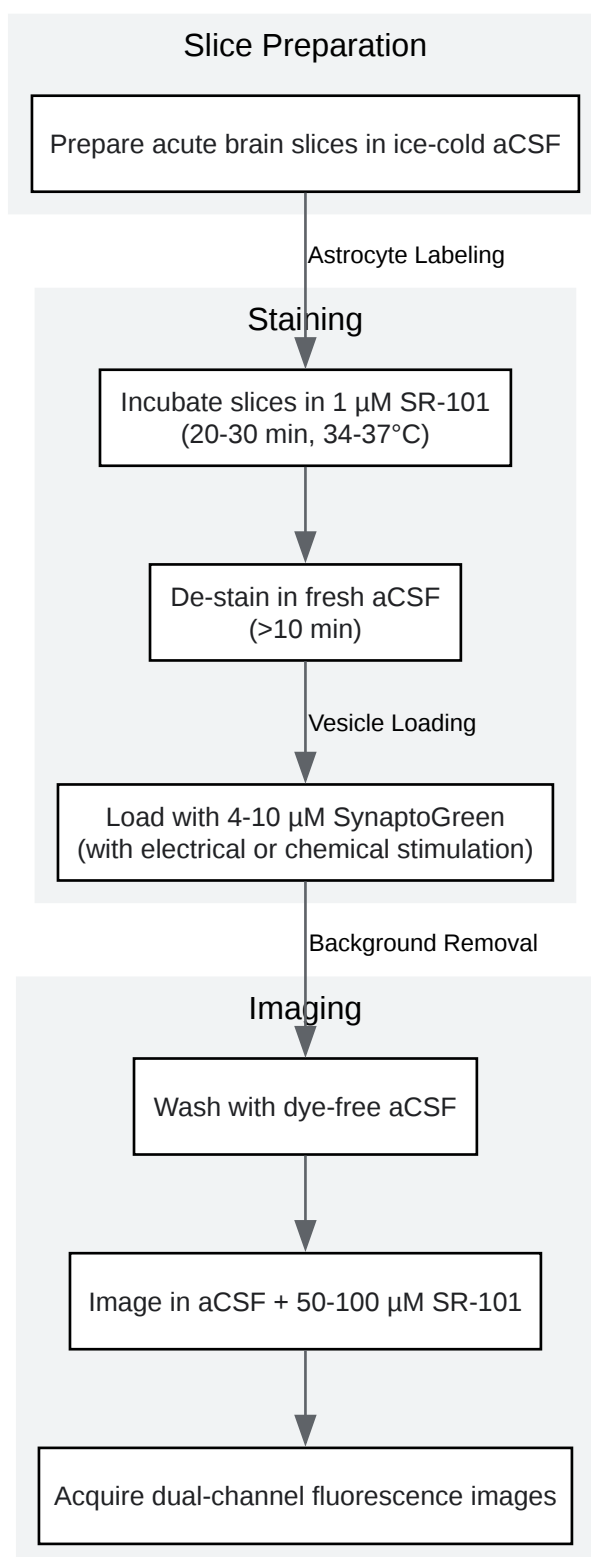 Slice Preparation
Prepare acute brain slices in ice-cold aCSF
Astrocyte Labeling
Staining
Incubate slices in 1 µM SR-101
(20-30 min, 34-37°C)
De-stain in fresh aCSF
(>10 min)
Vesicle Loading
Load with 4-10 µM SynaptoGreen
(with electrical or chemical stimulation)
Background Removal
Imaging
Wash with dye-free aCSF
Image in aCSF + 50-100 µM SR-101
Acquire dual-channel fluorescence images